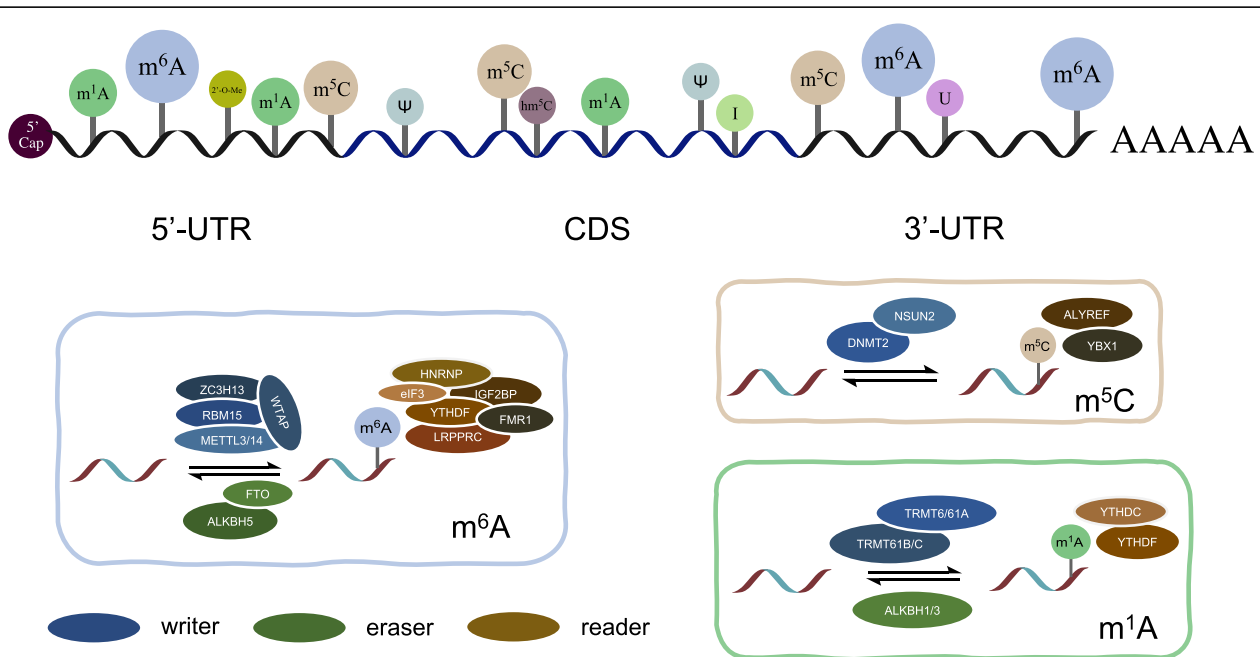 m⁶A
m⁶A
m⁵C
m⁶A
m⁵C
m¹A
2'-O-Me
m¹A
m⁵C
Ψ
hm⁵C
m¹A
Ψ
I
U
5'
Cap
AAAAA
5'-UTR
CDS
3'-UTR
ZC3H13
RBM15
METTL3/14
WTAP
FTO
ALKBH5
m⁶A
HNRNP
eIF3
IGF2BP
YTHDF
FMR1
LRPPRC
m⁶A
NSUN2
DNMT2
m⁵C
ALYREF
YBX1
m⁵C
TRMT6/61A
TRMT61B/C
ALKBH1/3
m¹A
YTHDC
YTHDF
m¹A
writer
eraser
reader